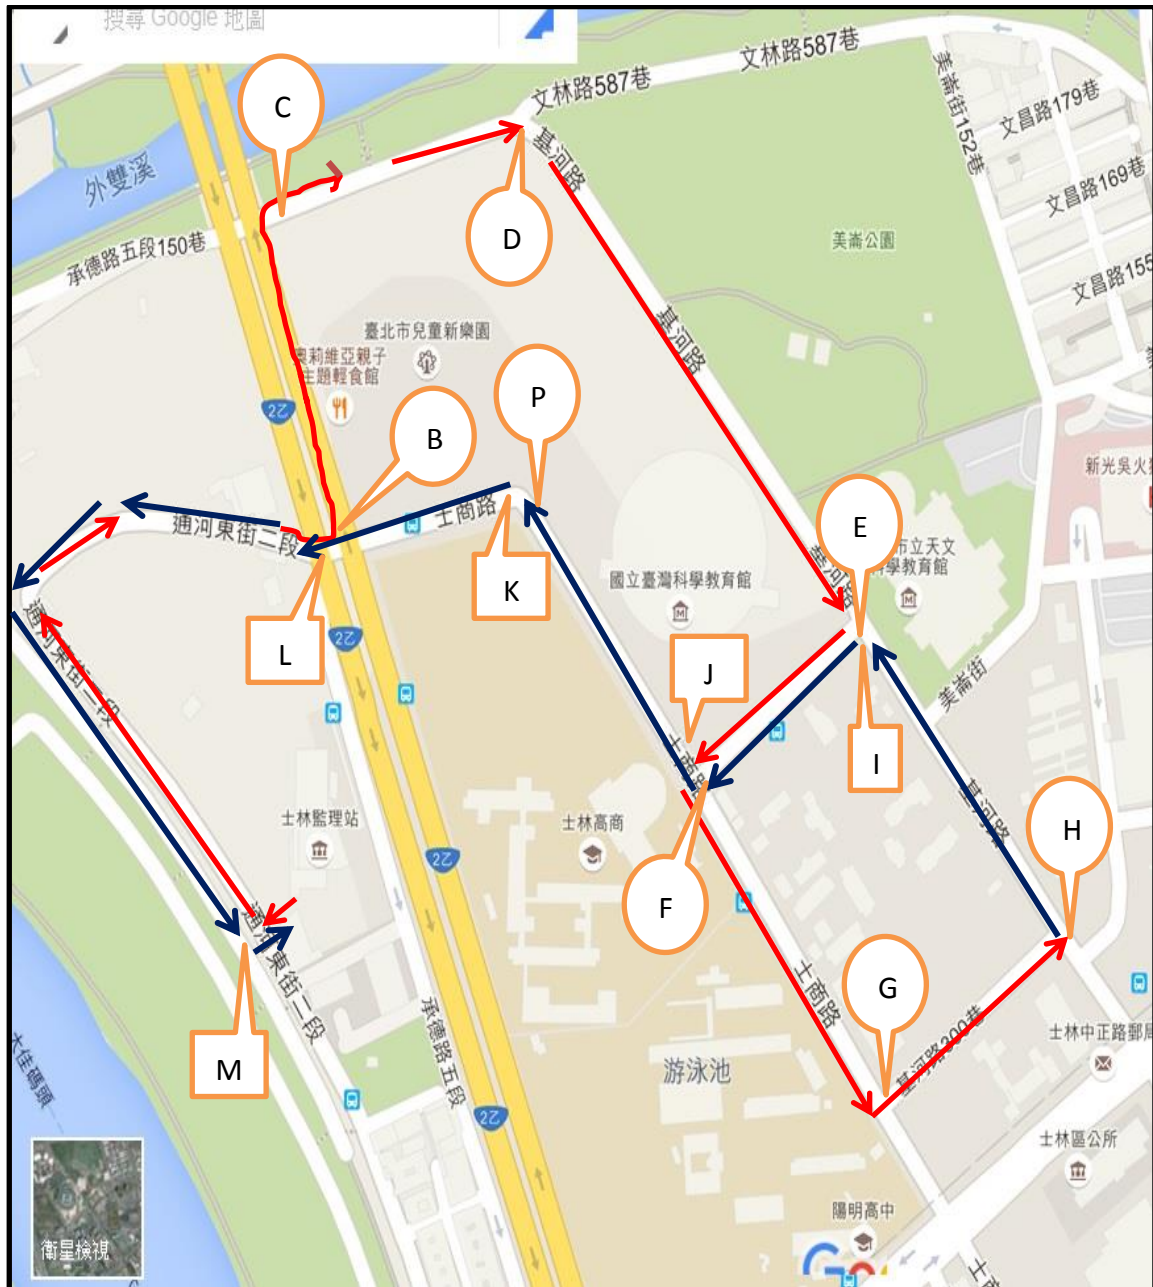 搜尋 Google 地圖
文林路587巷
文林路587巷
美崙街152巷
文昌路179巷
文昌路169巷
文昌路155
C
D
基河路
外雙溪
承德路五段150巷
美崙公園
基河路
臺北市兒童新樂園
奧莉維亞親子
主題輕食館
22
P
B
新光吳火獅
士商路
通河東街二段
E
基河路
市立天文
科學教育館
國立臺灣科學教育館
K
L
22
J
通河東街二段
美崙街
士商路
I
基河路
H
士林監理站
士林高商
22
F
G
士商路
基河路300巷
通河東街二段
M
承德路五段
游泳池
士林中正路郵局
大佳碼頭
22
士林區公所
陽明高中
衛星檢視